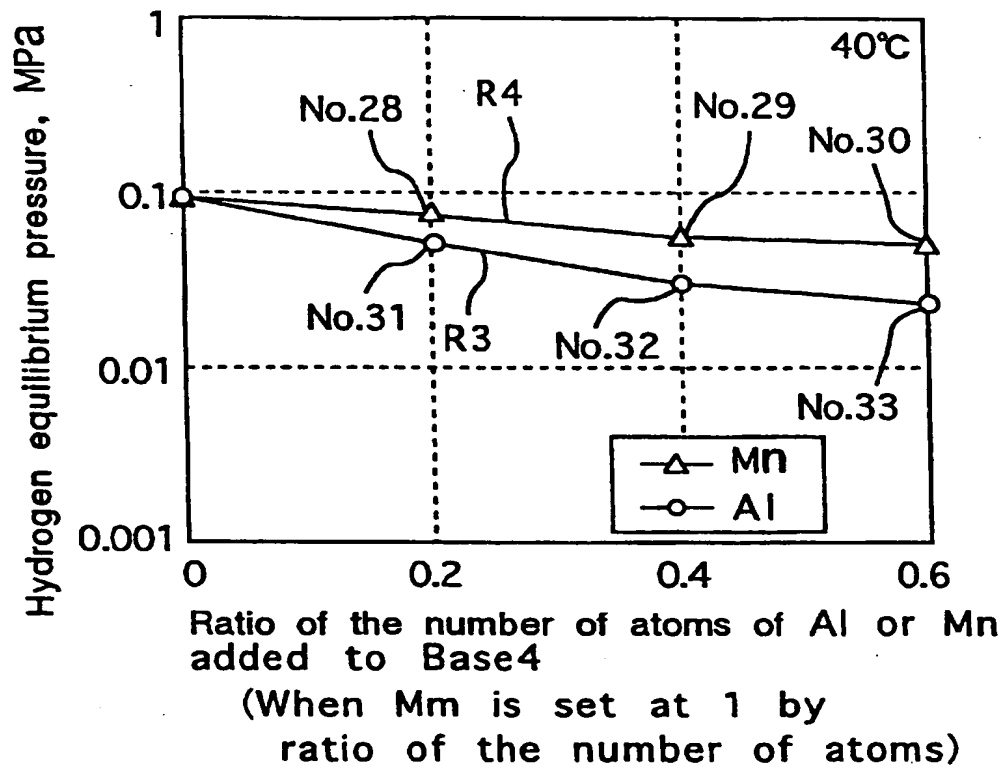 Hydrogen equilibrium pressure, MPa
1
0.1
0.01
0.001
40℃
No.28
R4
No.29
No.30
No.31
R3
No.32
No.33
Mn
Al
0
0.2
0.4
0.6
Ratio of the number of atoms of Al or Mn
added to Base4
(When Mm is set at 1 by
ratio of the number of atoms)